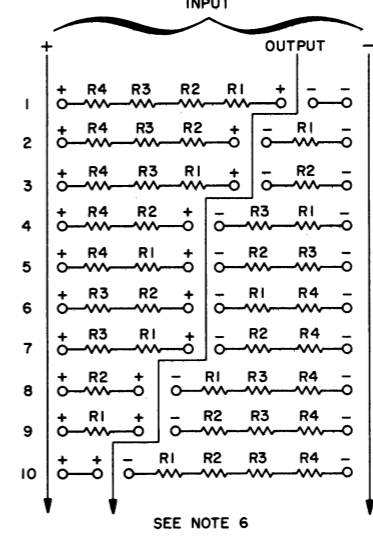 INPUT
+ OUTPUT −
1 + R4 R3 R2 R1 + − −
2 + R4 R3 R2 + − R1 −
3 + R4 R3 R1 + − R2 −
4 + R4 R2 + − R3 R1 −
5 + R4 R1 + − R2 R3 −
6 + R3 R2 + − R1 R4 −
7 + R3 R1 + − R2 R4 −
8 + R2 + − R1 R3 R4 −
9 + R1 + − R2 R3 R4 −
10 + + − R1 R2 R3 R4 −
SEE NOTE 6